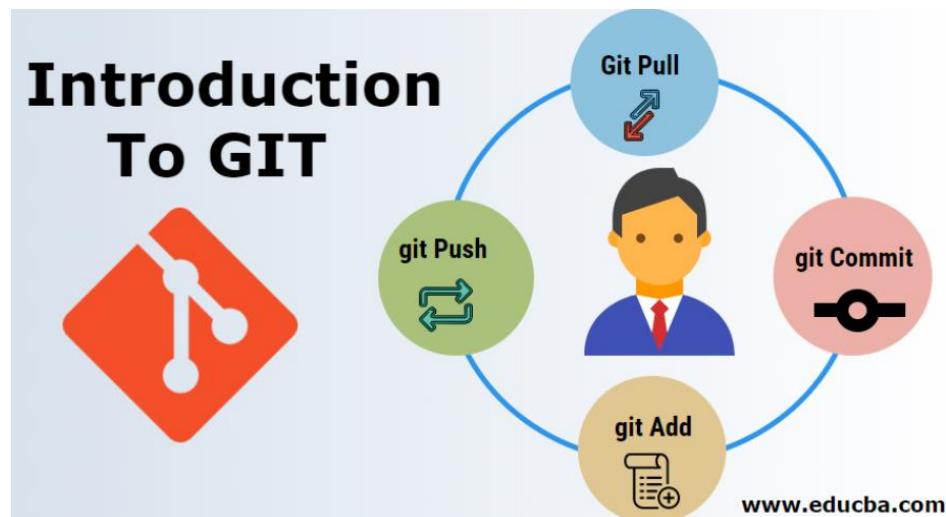 Introduction
To GIT
Git Pull
git Push
git Commit
git Add
www.educba.com